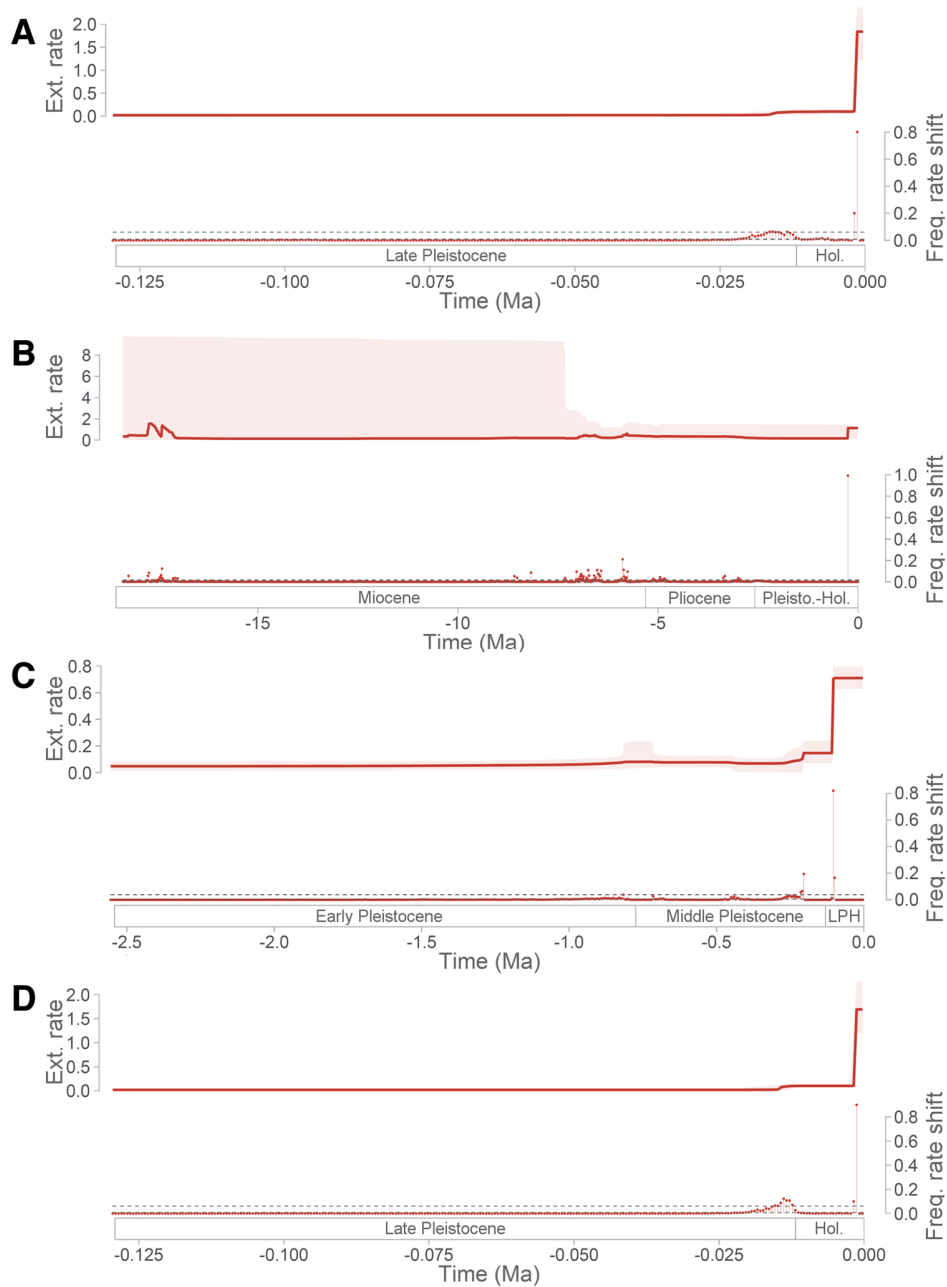 A
Ext. rate
2.0
1.5
1.0
0.5
0.0
Freq. rate shift
0.8
0.6
0.4
0.2
0.0
Late Pleistocene Hol.
-0.125 -0.100 -0.075 -0.050 -0.025 0.000
Time (Ma)
B
Ext. rate
8
6
4
2
0
Freq. rate shift
1.0
0.8
0.6
0.4
0.2
0.0
Miocene Pliocene Pleisto.-Hol.
-15 -10 -5 0
Time (Ma)
C
Ext. rate
0.8
0.6
0.4
0.2
0.0
Freq. rate shift
0.8
0.6
0.4
0.2
0.0
Early Pleistocene Middle Pleistocene LPH
-2.5 -2.0 -1.5 -1.0 -0.5 0.0
Time (Ma)
D
Ext. rate
2.0
1.5
1.0
0.5
0.0
Freq. rate shift
0.8
0.6
0.4
0.2
0.0
Late Pleistocene Hol.
-0.125 -0.100 -0.075 -0.050 -0.025 0.000
Time (Ma)